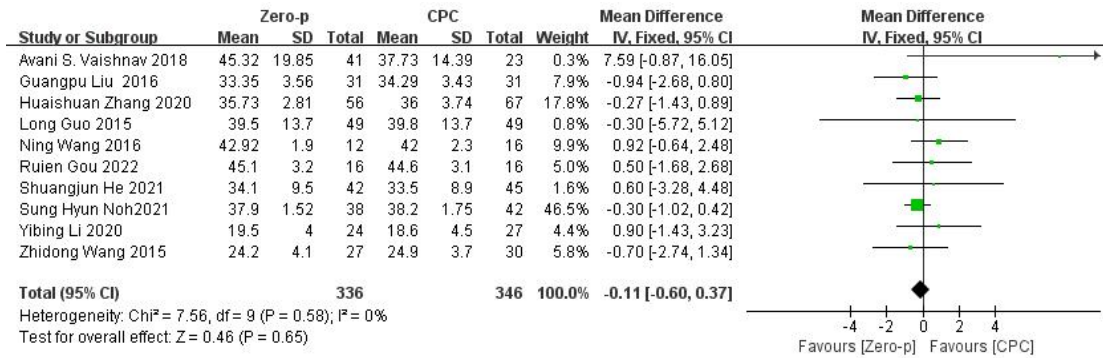 Zero-p CPC Mean Difference Mean Difference
Study or Subgroup Mean SD Total Mean SD Total Weight IV, Fixed, 95% CI IV, Fixed, 95% CI
Avani S. Vaishnav 2018 45.32 19.85 41 37.73 14.39 23 0.3% 7.59 [-0.87, 16.05]
Guangpu Liu 2016 33.35 3.56 31 34.29 3.43 31 7.9% -0.94 [-2.68, 0.80]
Huaishuan Zhang 2020 35.73 2.81 56 36 3.74 67 17.8% -0.27 [-1.43, 0.89]
Long Guo 2015 39.5 13.7 49 39.8 13.7 49 0.8% -0.30 [-5.72, 5.12]
Ning Wang 2016 42.92 1.9 12 42 2.3 16 9.9% 0.92 [-0.64, 2.48]
Ruien Gou 2022 45.1 3.2 16 44.6 3.1 16 5.0% 0.50 [-1.68, 2.68]
Shuangjun He 2021 34.1 9.5 42 33.5 8.9 45 1.6% 0.60 [-3.28, 4.48]
Sung Hyun Noh2021 37.9 1.52 38 38.2 1.75 42 46.5% -0.30 [-1.02, 0.42]
Yibing Li 2020 19.5 4 24 18.6 4.5 27 4.4% 0.90 [-1.43, 3.23]
Zhidong Wang 2015 24.2 4.1 27 24.9 3.7 30 5.8% -0.70 [-2.74, 1.34]
Total (95% CI) 336 346 100.0% -0.11 [-0.60, 0.37]
Heterogeneity: Chi² = 7.56, df = 9 (P = 0.58); I² = 0%
Test for overall effect: Z = 0.46 (P = 0.65)
-4 -2 0 2 4
Favours [Zero-p] Favours [CPC]